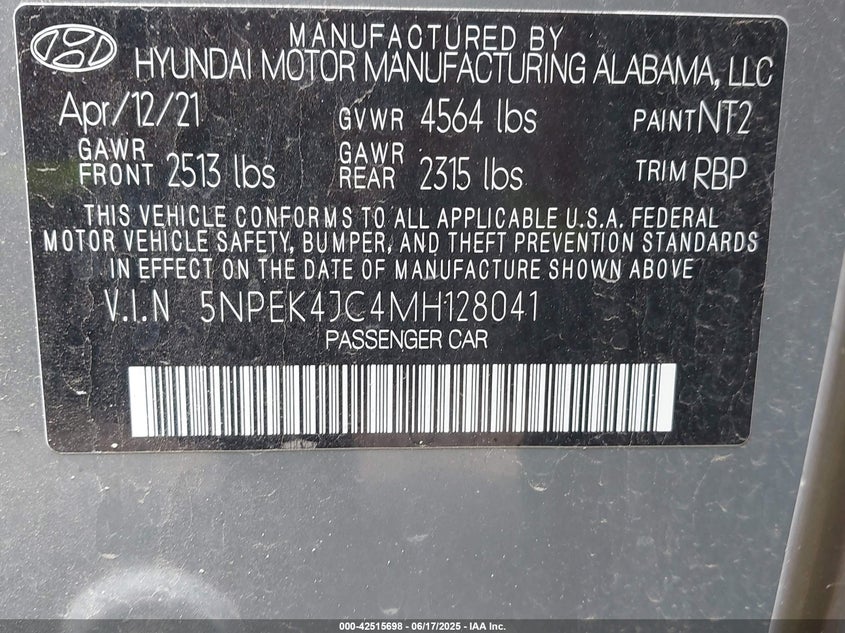 MANUFACTURED BY
HYUNDAI MOTOR MANUFACTURING ALABAMA, LLC
Apr/12/21 GVWR 4564 lbs PAINT NT2
GAWR FRONT 2513 lbs GAWR REAR 2315 lbs TRIM RBP
THIS VEHICLE CONFORMS TO ALL APPLICABLE U.S.A. FEDERAL
MOTOR VEHICLE SAFETY, BUMPER, AND THEFT PREVENTION STANDARDS
IN EFFECT ON THE DATE OF MANUFACTURE SHOWN ABOVE
V.I.N 5NPEK4JC4MH128041
PASSENGER CAR
000-42515698 - 06/17/2025 - IAA Inc.